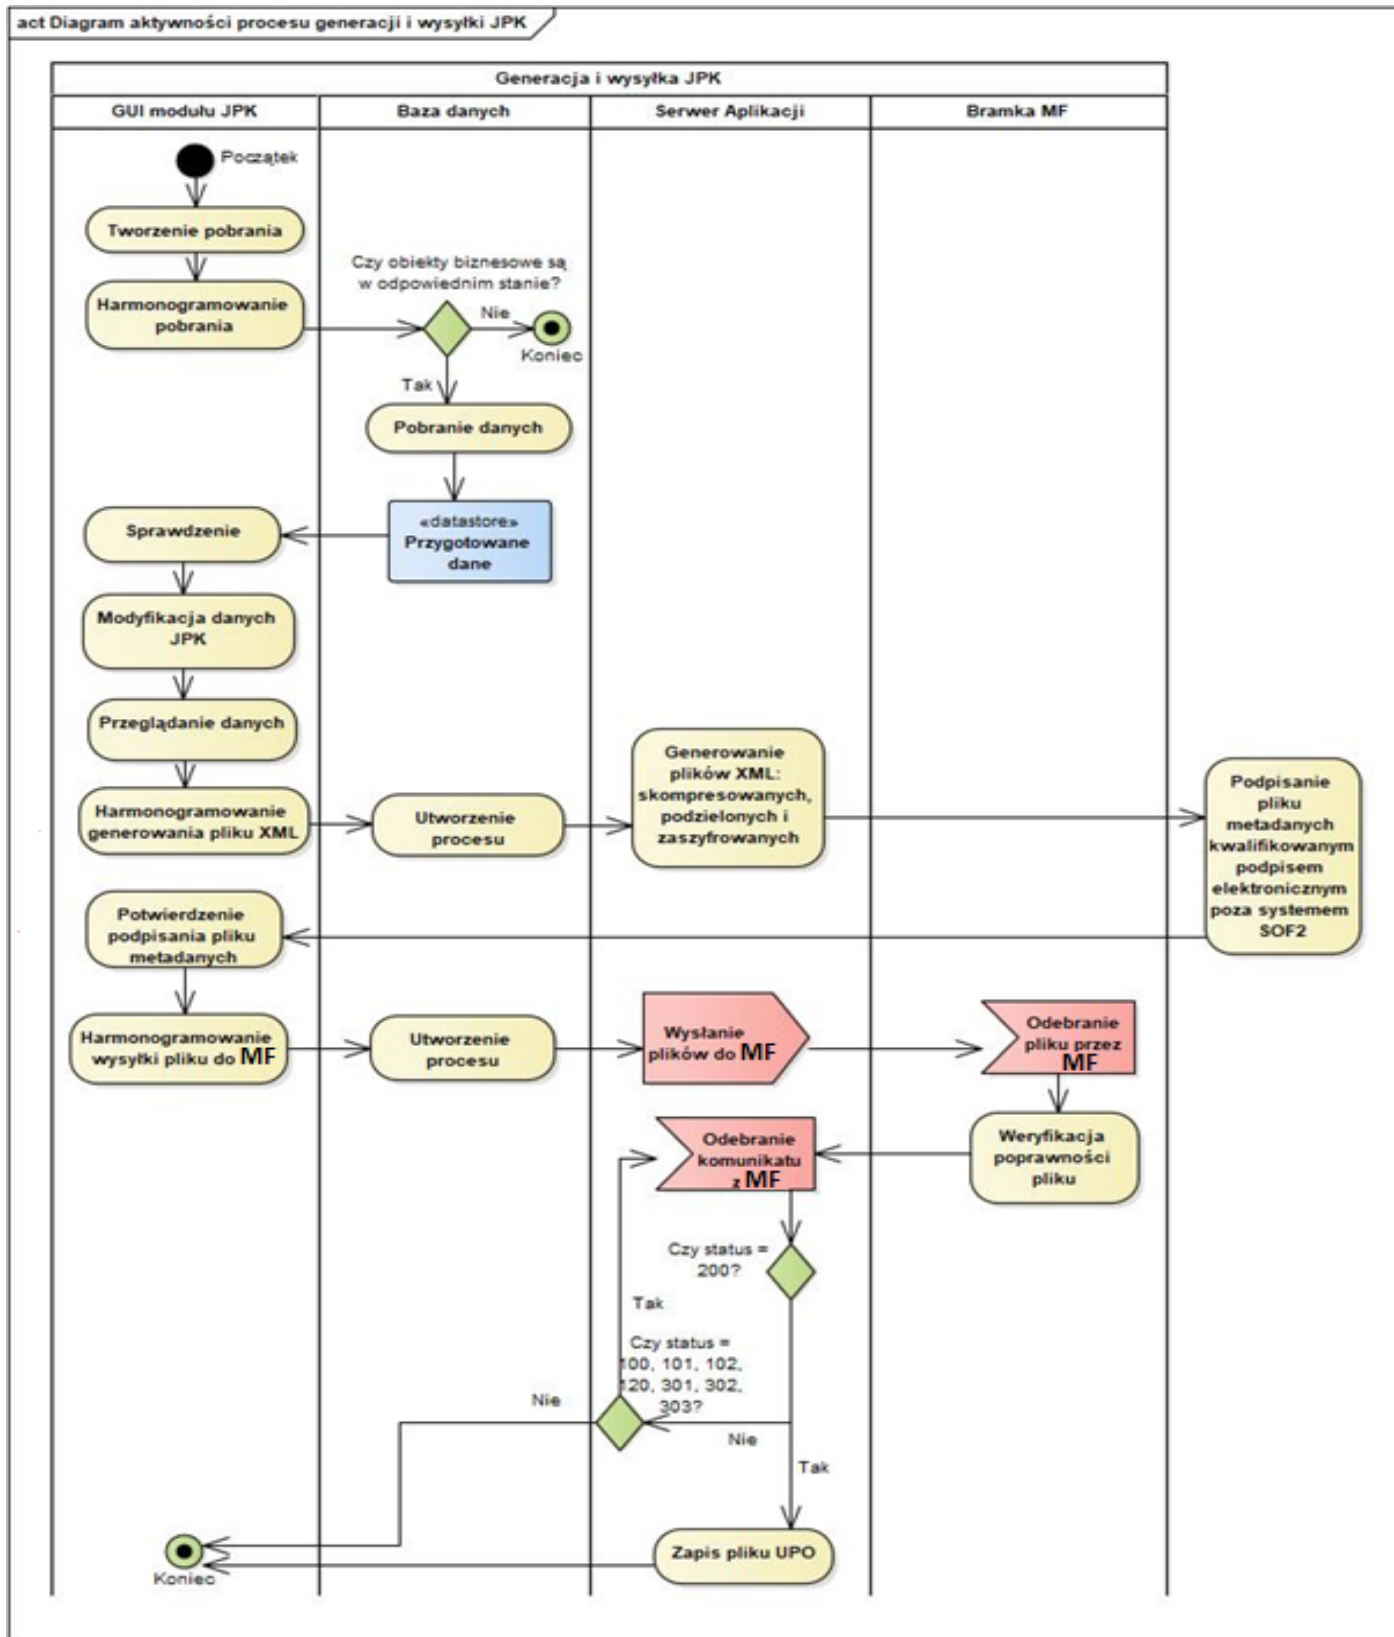 act Diagram aktywności procesu generacji i wysyłki JPK
Generacja i wysyłka JPK
GUI modułu JPK
Baza danych
Serwer Aplikacji
Bramka MF
Początek
Tworzenie pobrania
Harmonogramowanie
pobrania
Czy obiekty biznesowe są
w odpowiednim stanie?
Nie
Koniec
Tak
Pobranie danych
«datastore»
Przygotowane
dane
Sprawdzenie
Modyfikacja danych
JPK
Przeglądanie danych
Harmonogramowanie
generowania pliku XML
Utworzenie
procesu
Generowanie
plików XML:
skompresowanych,
podzielonych i
zaszyfrowanych
Podpisanie
pliku
metadanych
kwalifikowanym
podpisem
elektronicznym
poza systemem
SOF2
Potwierdzenie
podpisania pliku
metadanych
Harmonogramowanie
wysyłki pliku do MF
Utworzenie
procesu
Wysłanie
plików do MF
Odebranie
pliku przez
MF
Weryfikacja
poprawności
pliku
Odebranie
komunikatu
z MF
Czy status =
200?
Tak
Czy status =
100, 101, 102,
120, 301, 302,
303?
Nie
Nie
Tak
Zapis pliku UPO
Koniec